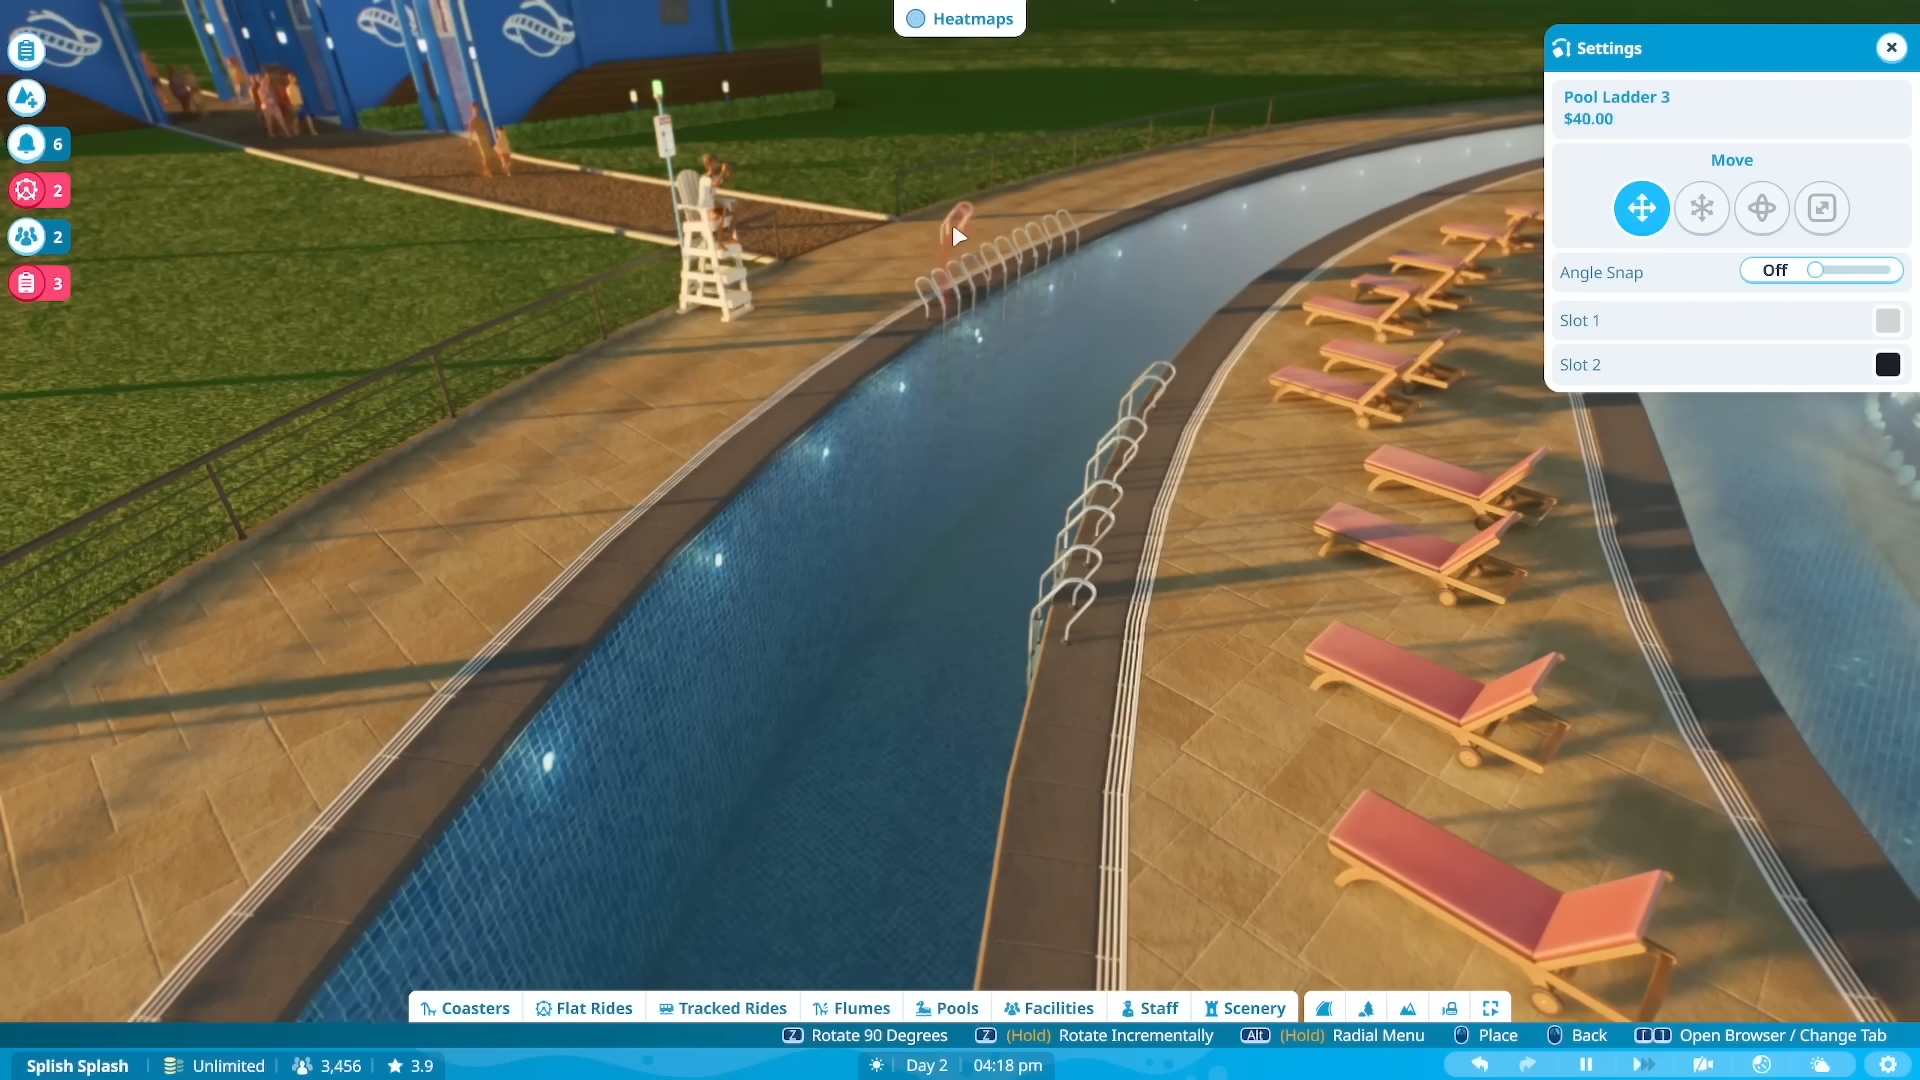 Heatmaps
6
2
2
3
Settings
Pool Ladder 3
$40.00
Move
Angle Snap
Off
Slot 1
Slot 2
Coasters
Flat Rides
Tracked Rides
Flumes
Pools
Facilities
Staff
Scenery
Z Rotate 90 Degrees
Z (Hold) Rotate Incrementally
Alt (Hold) Radial Menu
Place
Back
[ ] Open Browser / Change Tab
Splish Splash
Unlimited
3,456
3.9
Day 2
04:18 pm